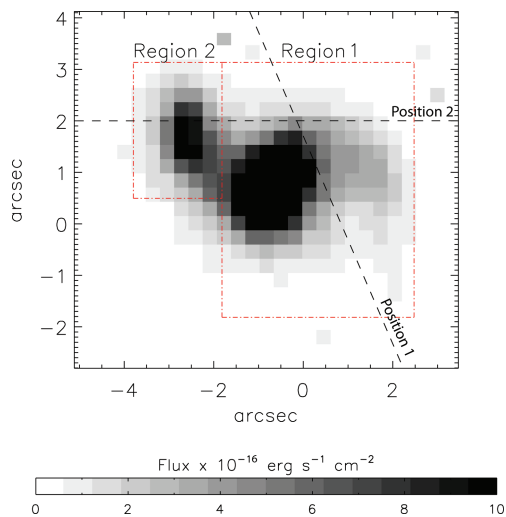 4
Region 2
Region 1
3
Position 2
2
1
0
−1
−2
Position 1
arcsec
−4
−2
0
2
arcsec
Flux x 10⁻¹⁶ erg s⁻¹ cm⁻²
0
2
4
6
8
10